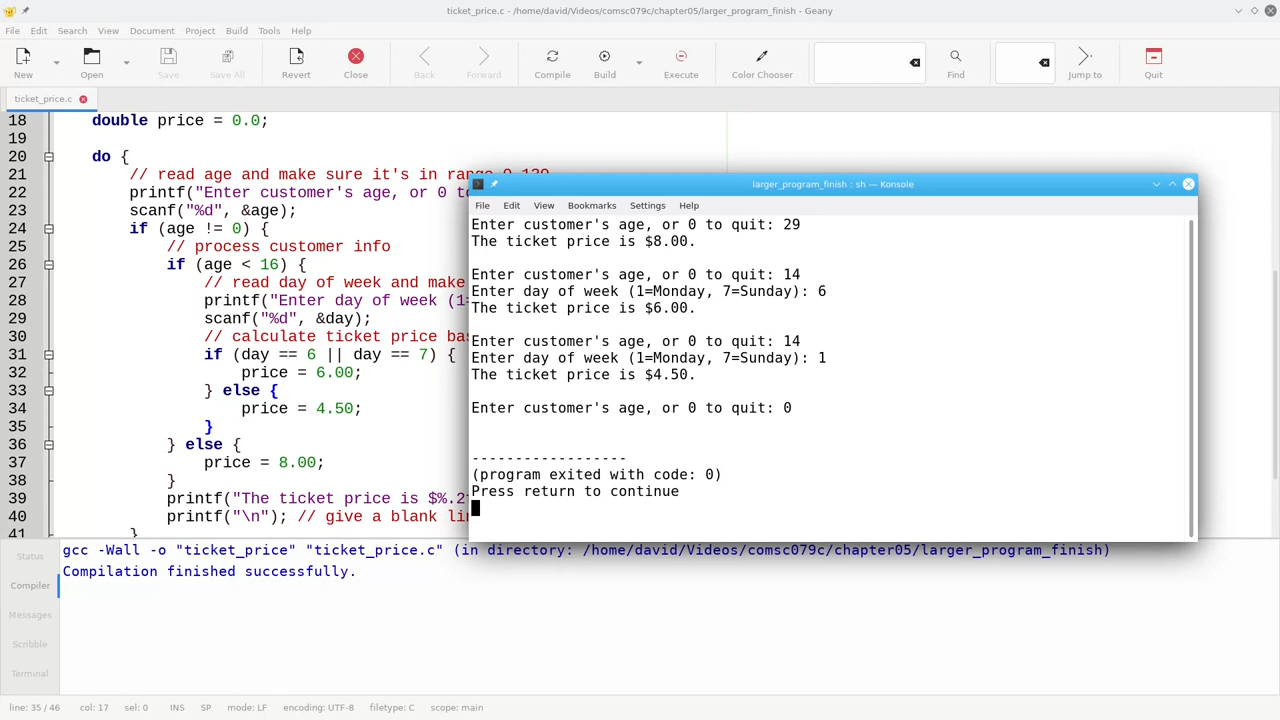 ticket_price.c - /home/david/Videos/comsc079c/chapter05/larger_program_finish - Geany
File Edit Search View Document Project Build Tools Help
New Open Save Save All Revert Close Back Forward Compile Build Execute Color Chooser Find Jump to Quit
ticket_price.c
18 double price = 0.0;
19
20 do {
21 // read age and make sure it's in range 0-130
22 printf("Enter customer's age, or 0 to
23 scanf("%d", &age);
24 if (age != 0) {
25 // process customer info
26 if (age < 16) {
27 // read day of week and make
28 printf("Enter day of week (1=
29 scanf("%d", &day);
30 // calculate ticket price bas
31 if (day == 6 || day == 7) {
32 price = 6.00;
33 } else {
34 price = 4.50;
35 }
36 } else {
37 price = 8.00;
38 }
39 printf("The ticket price is $%.2
40 printf("\n"); // give a blank li
41 }
larger_program_finish : sh — Konsole
File Edit View Bookmarks Settings Help
Enter customer's age, or 0 to quit: 29
The ticket price is $8.00.
Enter customer's age, or 0 to quit: 14
Enter day of week (1=Monday, 7=Sunday): 6
The ticket price is $6.00.
Enter customer's age, or 0 to quit: 14
Enter day of week (1=Monday, 7=Sunday): 1
The ticket price is $4.50.
Enter customer's age, or 0 to quit: 0
------------------
(program exited with code: 0)
Press return to continue
Status
Compiler
Messages
Scribble
Terminal
gcc -Wall -o "ticket_price" "ticket_price.c" (in directory: /home/david/Videos/comsc079c/chapter05/larger_program_finish)
Compilation finished successfully.
line: 35 / 46 col: 17 sel: 0 INS SP mode: LF encoding: UTF-8 filetype: C scope: main